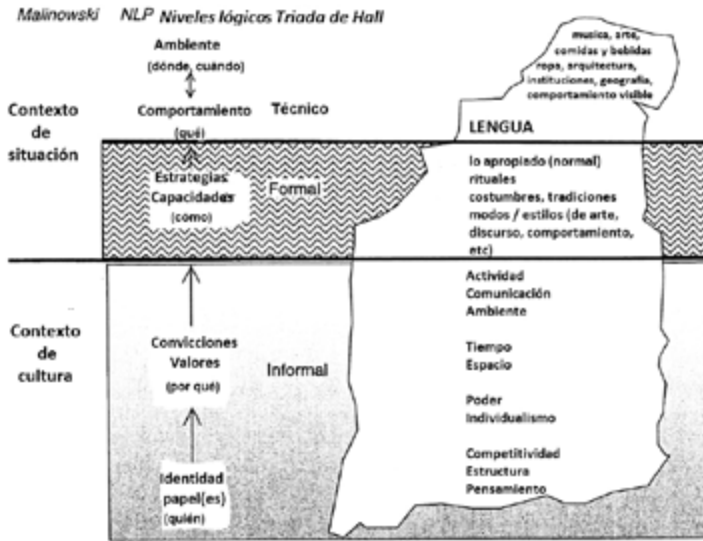 Malinowski NLP Niveles lógicos Triada de Hall
Ambiente
(dónde, cuándo)
Comportamiento
(qué)
Técnico
Contexto
de
situación
Estrategias
Capacidades
(como)
Formal
Contexto
de
cultura
Convicciones
Valores
(por qué)
Informal
Identidad
papel(es)
(quién)
musica, arte,
comidas y bebidas
ropa, arquitectura,
instituciones, geografía,
comportamiento visible
LENGUA
lo apropiado (normal)
rituales
costumbres, tradiciones
modos / estilos (de arte,
discurso, comportamiento,
etc)
Actividad
Comunicación
Ambiente
Tiempo
Espacio
Poder
Individualismo
Competitividad
Estructura
Pensamiento